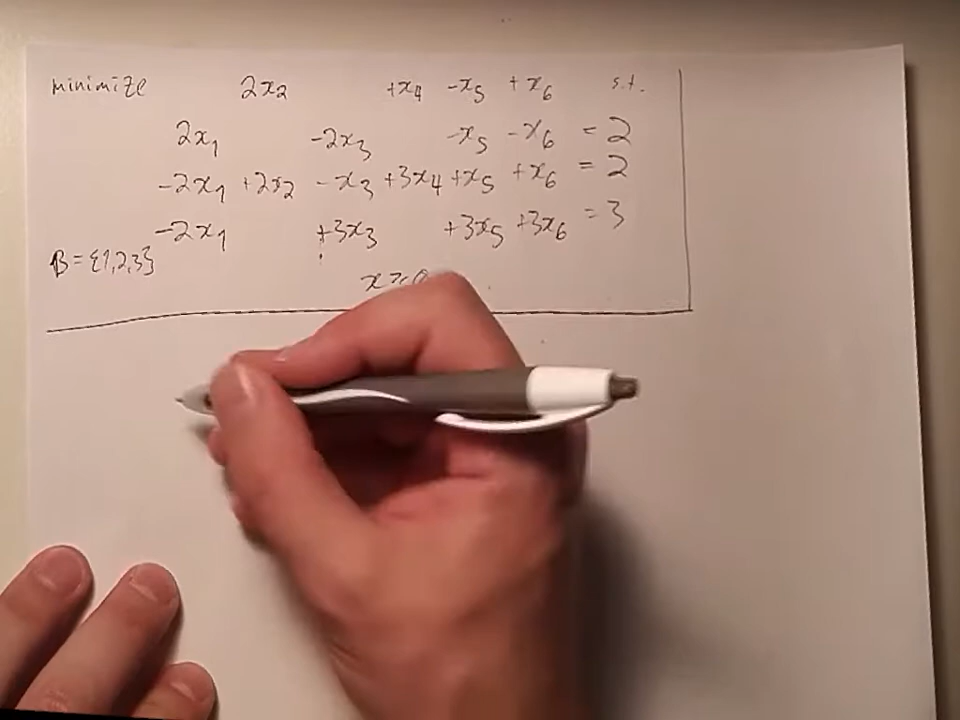 minimize 2x₂ +x₄ -x₅ +x₆ s.t.
2x₁ -2x₃ -x₅ -x₆ = 2
-2x₁ +2x₂ -x₃ +3x₄ +x₅ +x₆ = 2
-2x₁ +3x₃ +3x₅ +3x₆ = 3
B = {1,2,3}
x ≥ 0